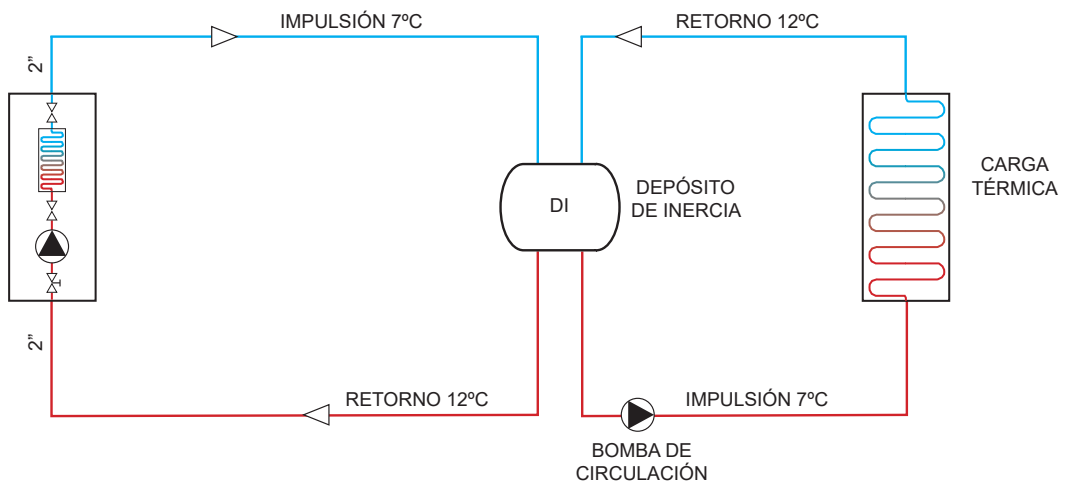 IMPULSIÓN 7ºC
RETORNO 12ºC
2”
DI
DEPÓSITO
DE INERCIA
CARGA
TÉRMICA
2”
RETORNO 12ºC
IMPULSIÓN 7ºC
BOMBA DE
CIRCULACIÓN